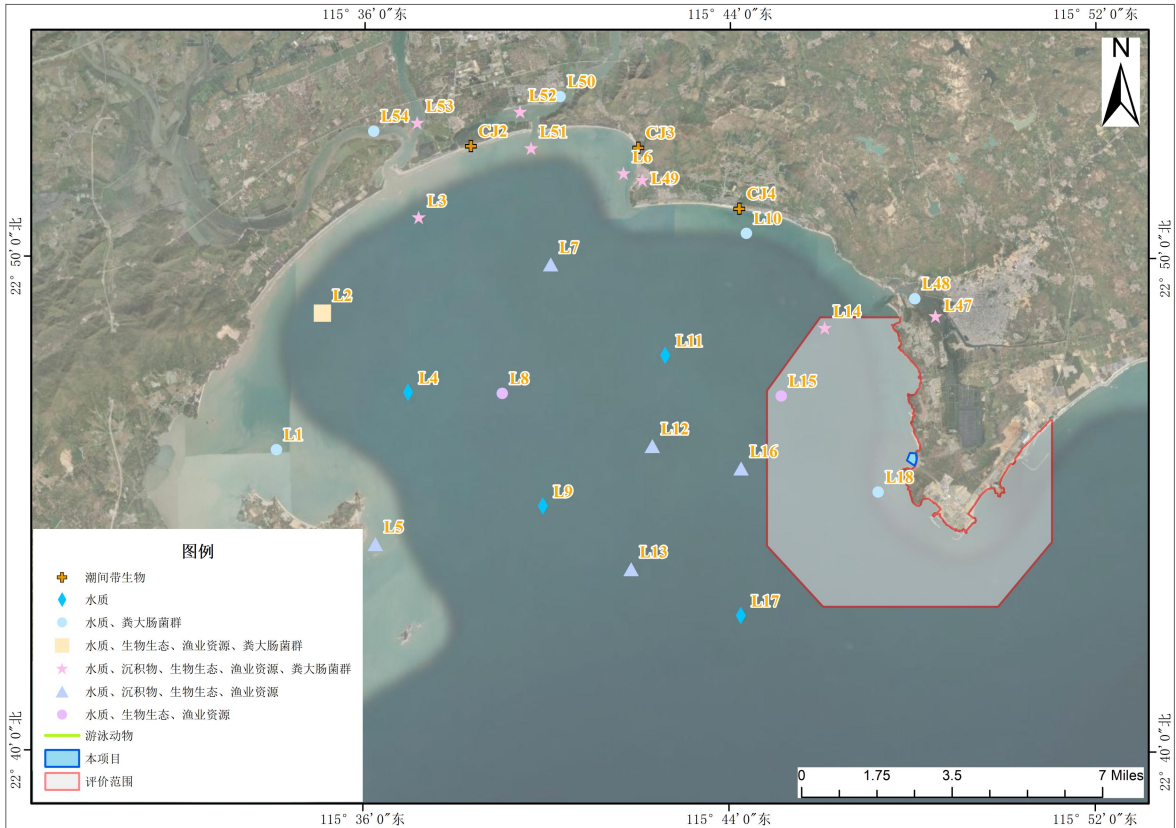 115° 36′0″东
115° 44′0″东
115° 52′0″东
N
L50
L52
L53
L54
CJ2
L51
CJ3
L6
L49
CJ4
L10
L3
22° 50′0″北
22° 50′0″北
L7
L2
L48
L47
L14
L11
L4
L8
L15
L1
L12
L16
L18
L9
L5
L13
L17
图例
潮间带生物
水质
水质、粪大肠菌群
水质、生物生态、渔业资源、粪大肠菌群
水质、沉积物、生物生态、渔业资源、粪大肠菌群
水质、沉积物、生物生态、渔业资源
水质、生物生态、渔业资源
游泳动物
本项目
评价范围
22° 40′0″北
22° 40′0″北
0 1.75 3.5 7 Miles
115° 36′0″东
115° 44′0″东
115° 52′0″东